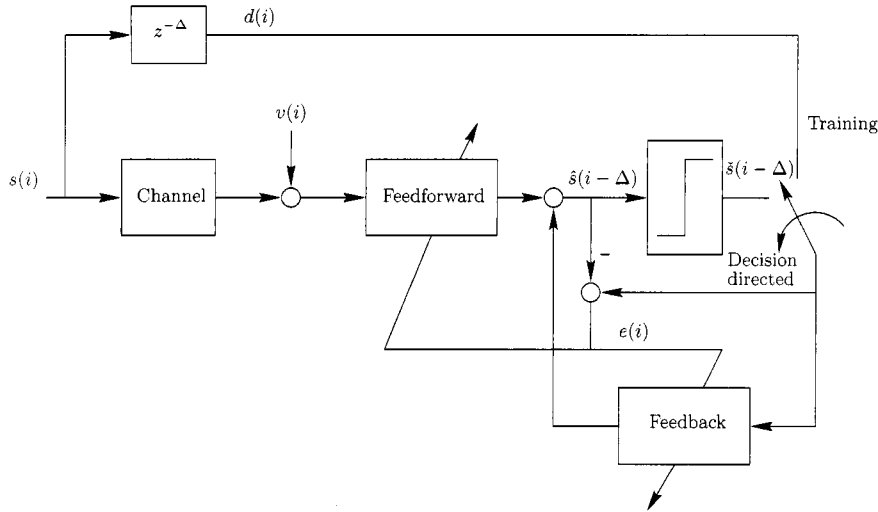 z^{-Δ}
d(i)
Training
v(i)
s(i)
Channel
Feedforward
ŝ(i − Δ)
š(i − Δ)
−
Decision
directed
e(i)
Feedback